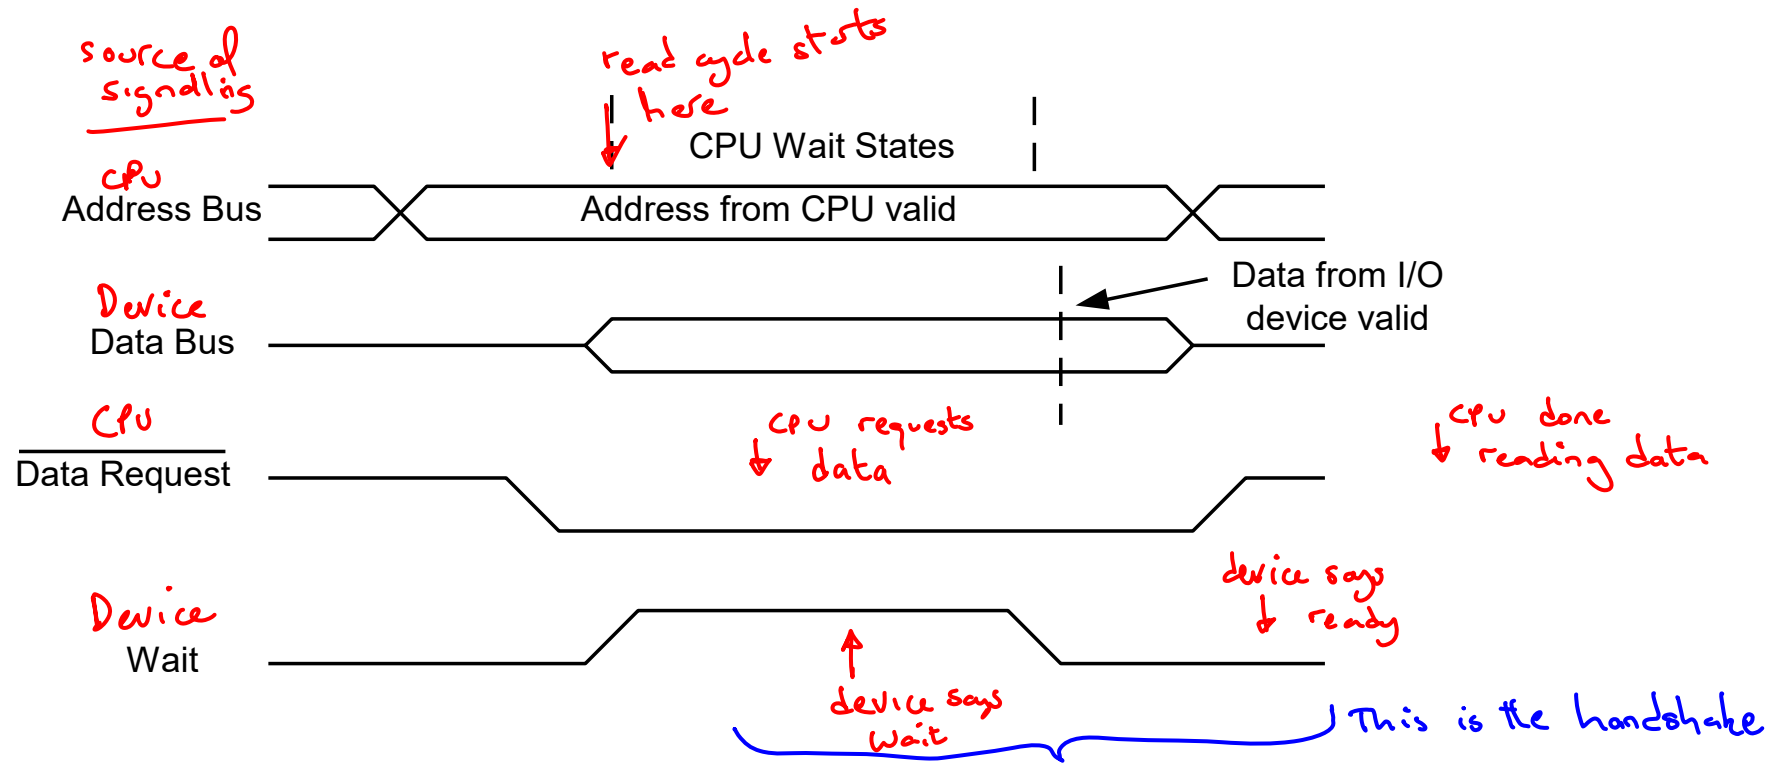 source of
signalling
read cycle starts
here
CPU Wait States
CPU
Address Bus
Address from CPU valid
Data from I/O
device valid
Device
Data Bus
CPU
Data Request
CPU requests
data
CPU done
reading data
device says
ready
Device
Wait
device says
wait
This is the handshake